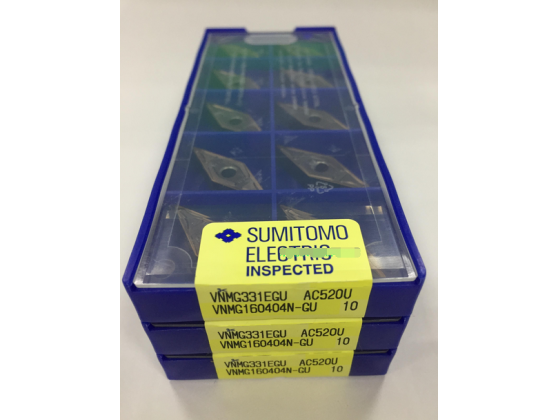 SUMITOMO
ELECTRIC
INSPECTED
VNMG331EGU AC520U
VNMG160404N-GU 10
VNMG331EGU AC520U
VNMG160404N-GU 10
VNMG331EGU AC520U
VNMG160404N-GU 10